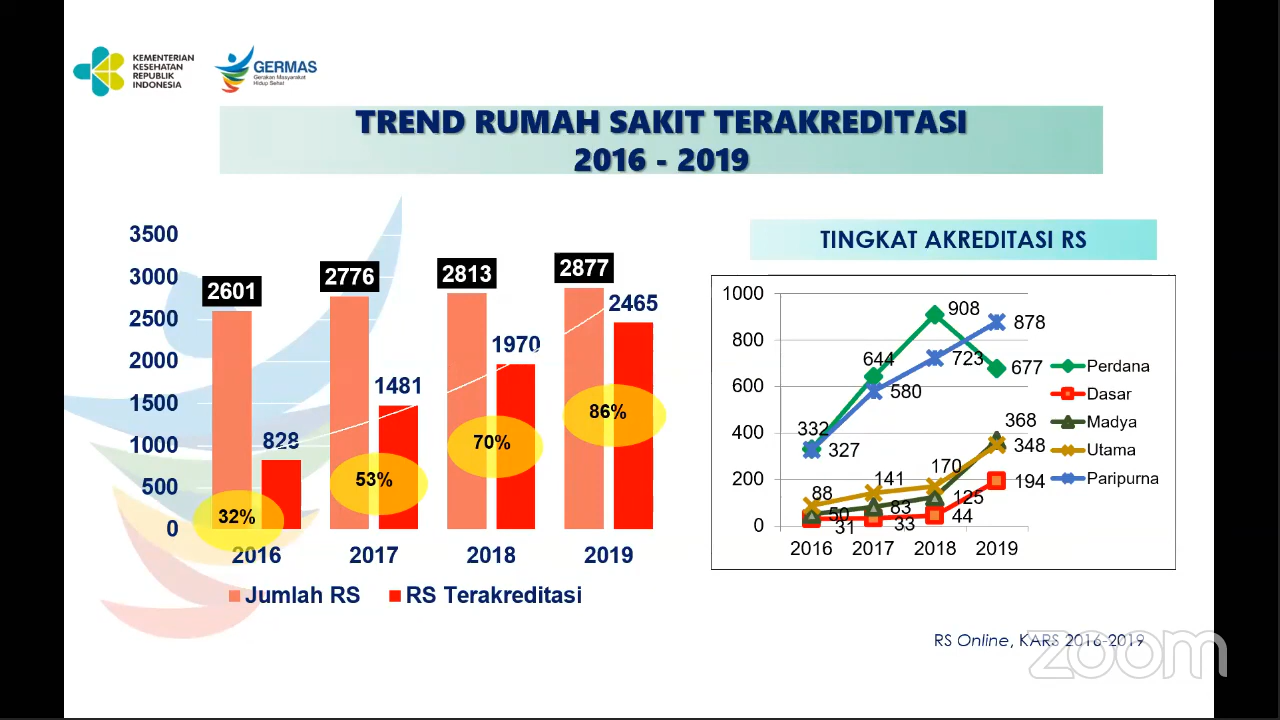 KEMENTERIAN
KESEHATAN
REPUBLIK
INDONESIA
GERMAS
Gerakan Masyarakat
Hidup Sehat
TREND RUMAH SAKIT TERAKREDITASI
2016 - 2019
3500
3000
2500
2000
1500
1000
500
0
2601
2776
2813
2877
828
1481
1970
2465
32%
53%
70%
86%
2016
2017
2018
2019
Jumlah RS
RS Terakreditasi
TINGKAT AKREDITASI RS
1000
800
600
400
200
0
332
644
908
677
327
580
723
878
88
141
170
348
50
83
125
368
31
33
44
194
2016
2017
2018
2019
Perdana
Dasar
Madya
Utama
Paripurna
RS Online, KARS 2016-2019
zoom